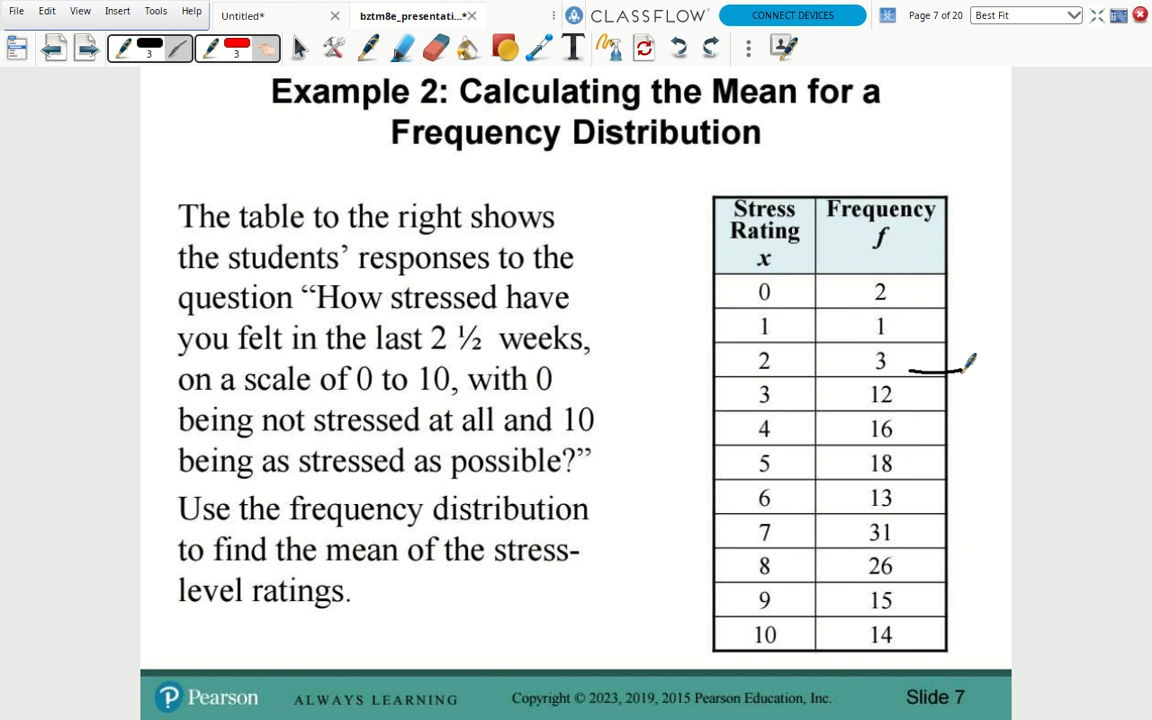 File Edit View Insert Tools Help
Untitled* bztm8e_presentati...* CLASSFLOW CONNECT DEVICES Page 7 of 20 Best Fit
3 3
Example 2: Calculating the Mean for a
Frequency Distribution
The table to the right shows
the students’ responses to the
question “How stressed have
you felt in the last 2 ½ weeks,
on a scale of 0 to 10, with 0
being not stressed at all and 10
being as stressed as possible?”
Use the frequency distribution
to find the mean of the stress-
level ratings.
Stress Rating x Frequency f
0 2
1 1
2 3
3 12
4 16
5 18
6 13
7 31
8 26
9 15
10 14
P Pearson ALWAYS LEARNING Copyright © 2023, 2019, 2015 Pearson Education, Inc. Slide 7